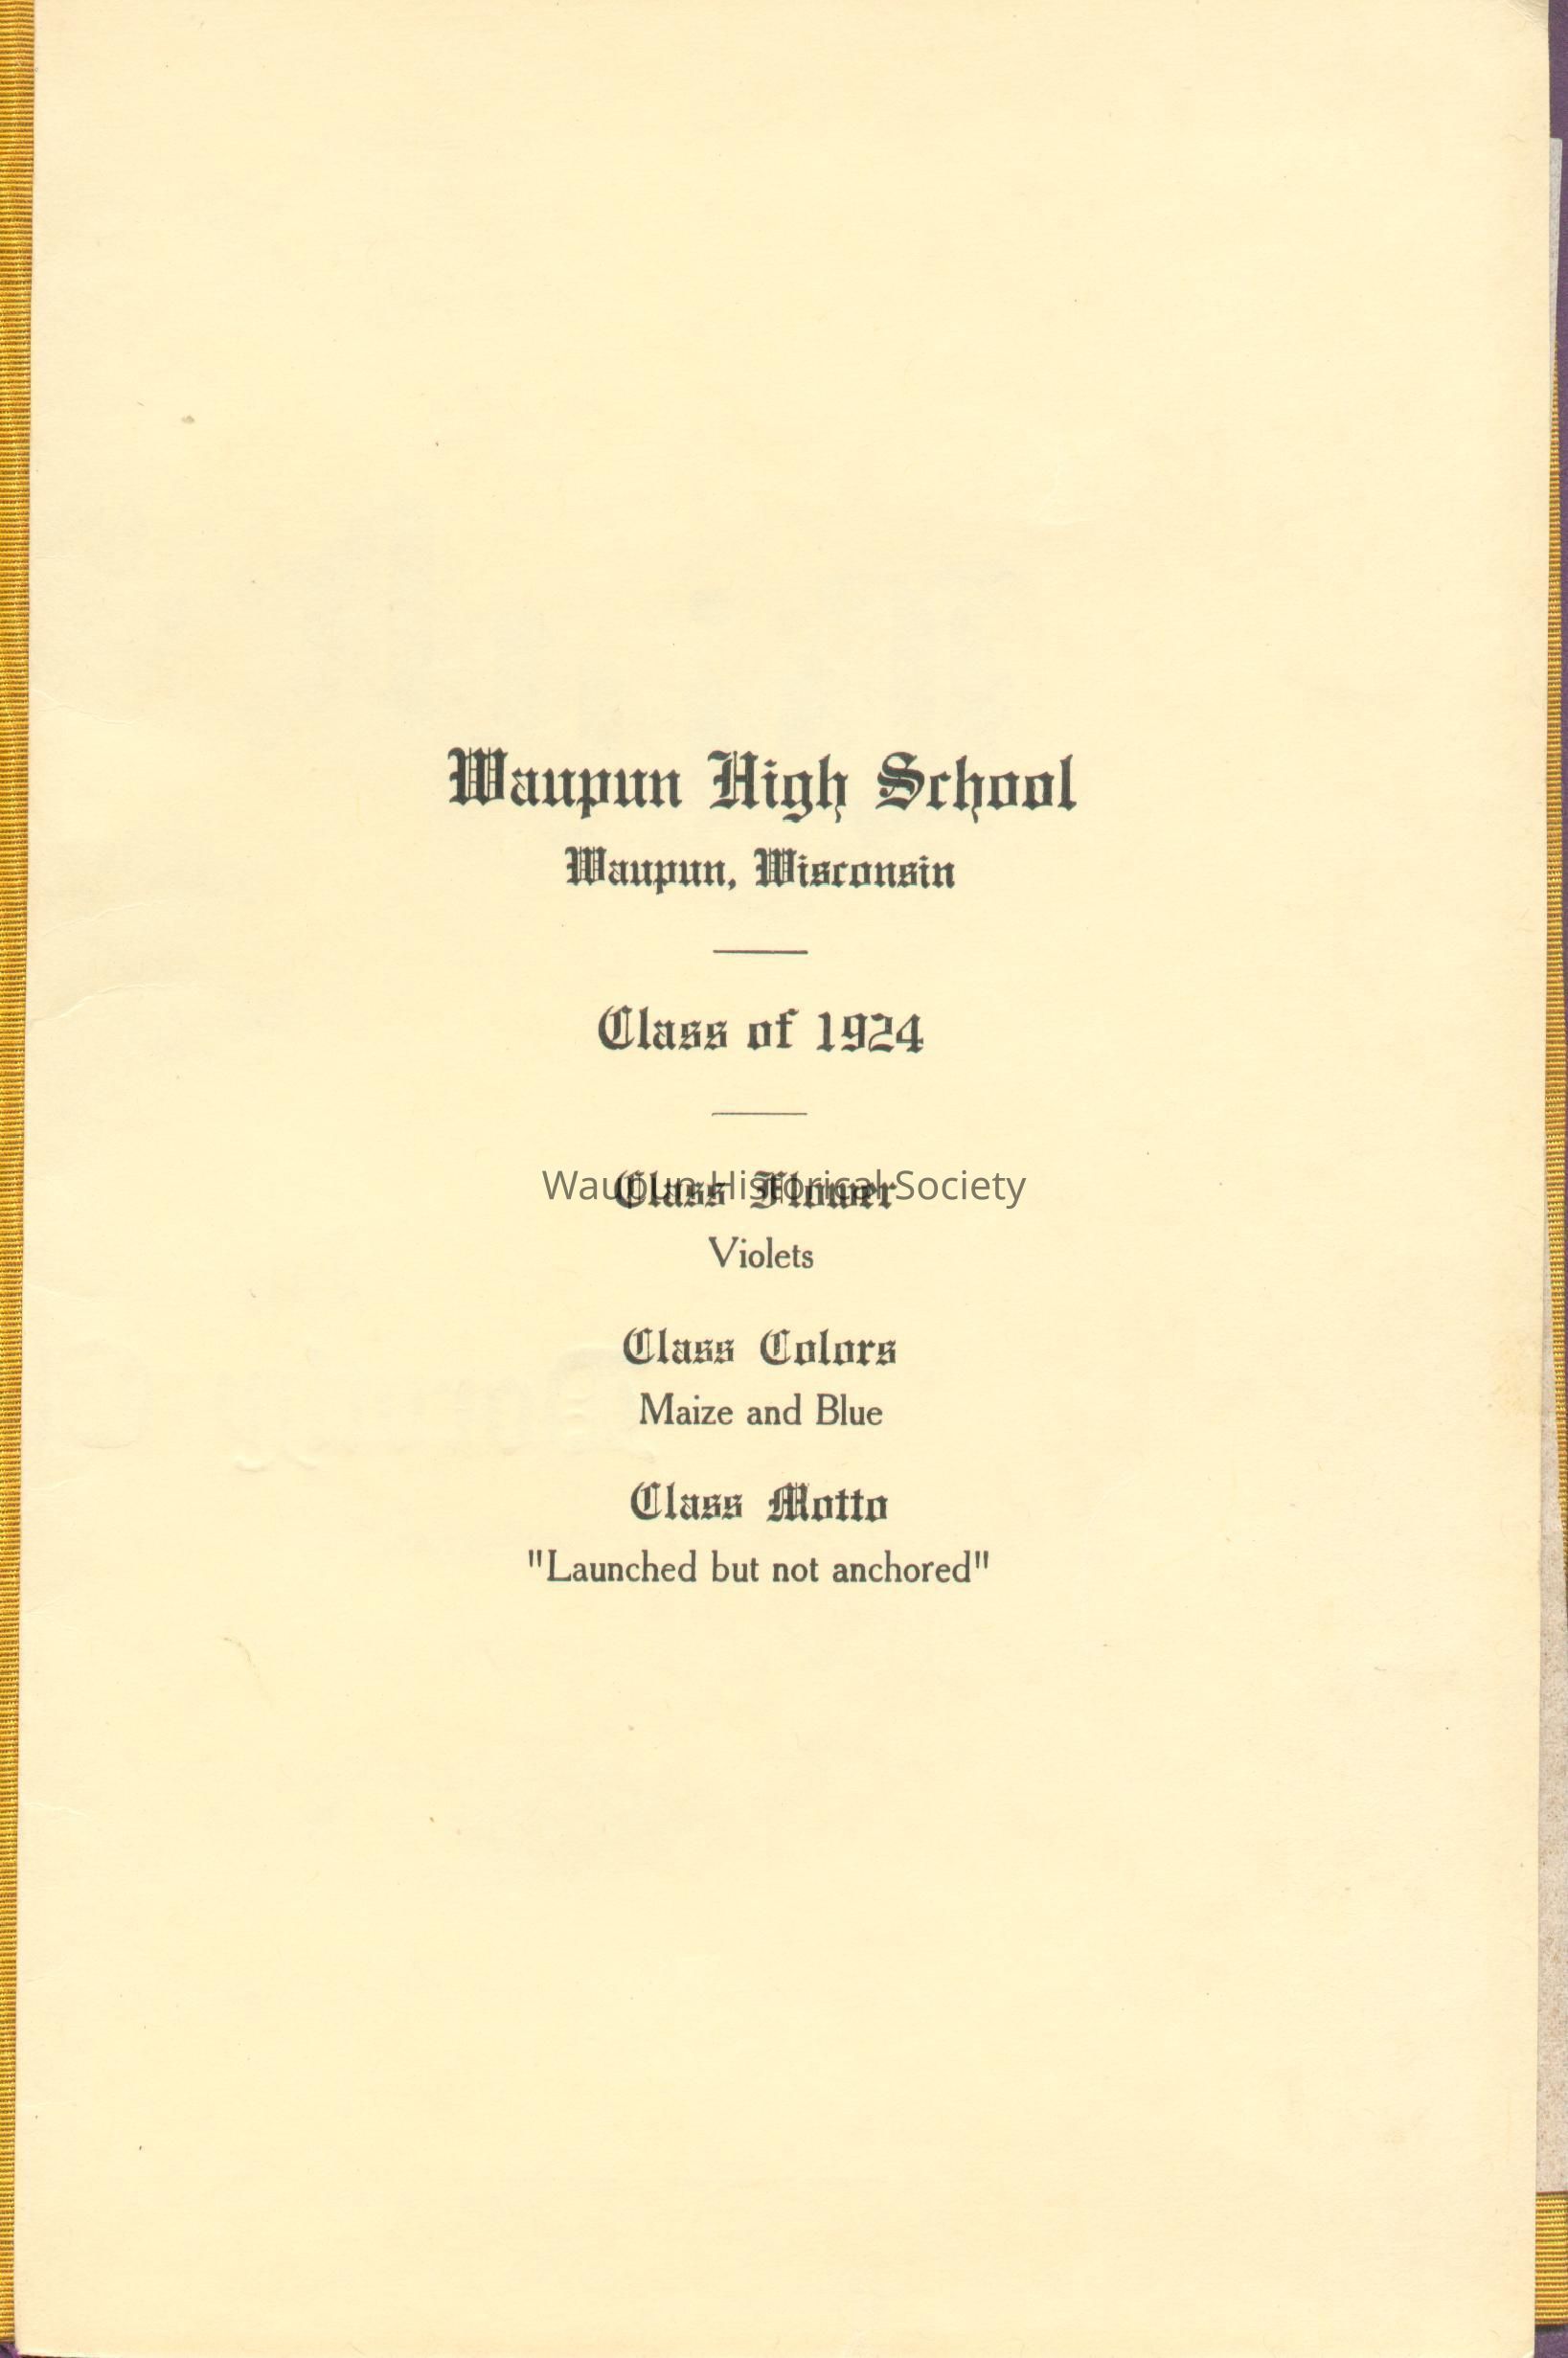 Waupun High School
Waupun, Wisconsin
Class of 1924
Class Flower
Waupun Historical Society
Violets
Class Colors
Maize and Blue
Class Motto
"Launched but not anchored"